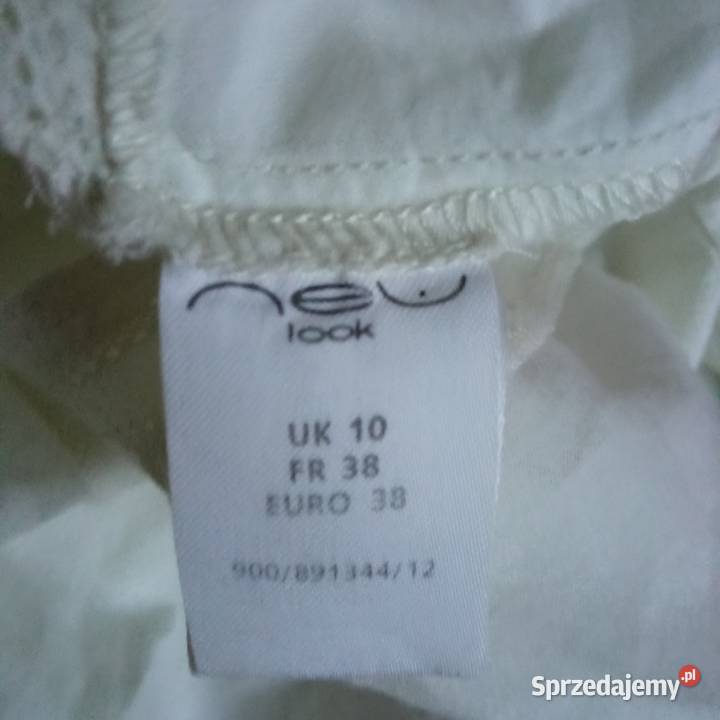 new
look
UK 10
FR 38
EURO 38
900/891344/12
Sprzedajemy.pl